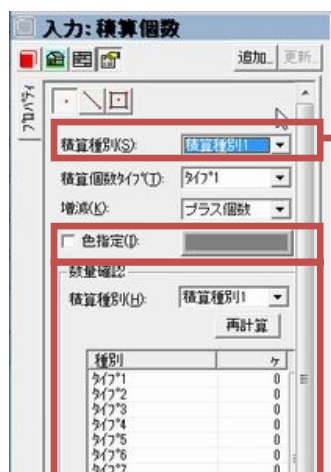 入力: 積算個数
追加... 更新...
プロパティ
積算種別(S): 積算種別1
積算個数タイプ(T): タイプ1
増減(K): プラス個数
色指定(I):
数量確認
積算種別(H): 積算種別1
再計算
種別 ヶ
タイプ1 0
タイプ2 0
タイプ3 0
タイプ4 0
タイプ5 0
タイプ6 0
タイプ7 0